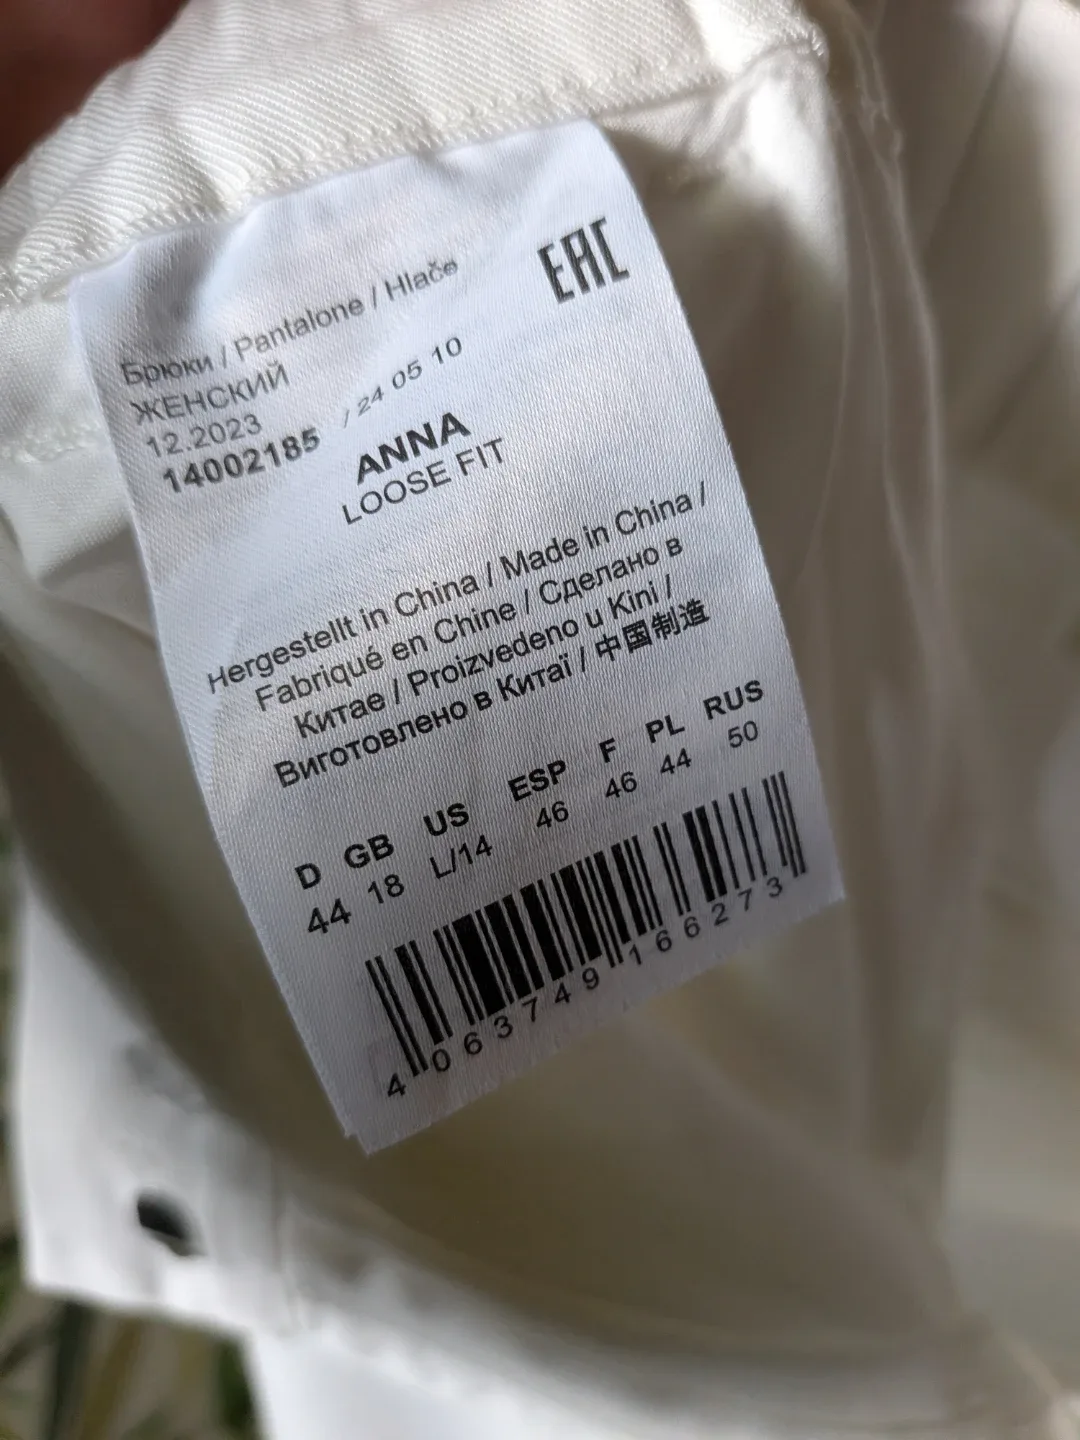 EAC
Брюки / Pantalone / Hlače
ЖЕНСКИЙ
12.2023
14002185 / 24 05 10
ANNA
LOOSE FIT
Hergestellt in China / Made in China /
Fabriqué en Chine / Сделано в
Китае / Proizvedeno u Kini /
Виготовлено в Китаї / 中国制造
D GB US ESP F PL RUS
44 18 L/14 46 46 44 50
4 063749 166273